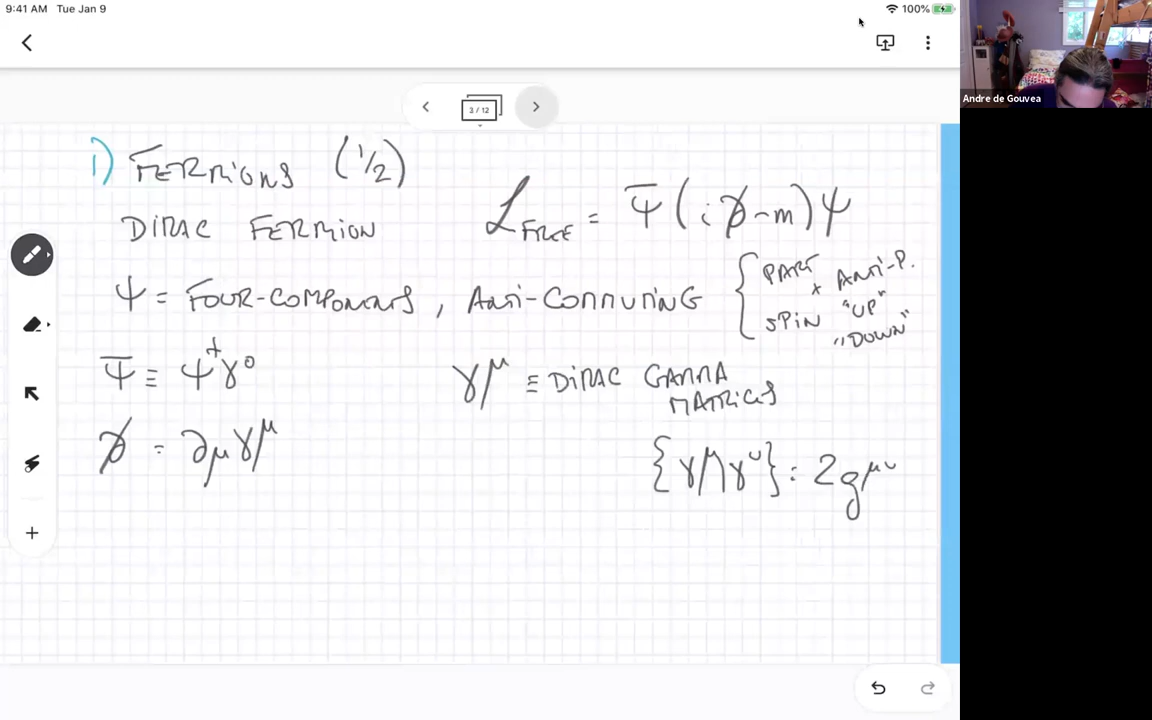 9:41 AM Tue Jan 9
100%
Andre de Gouvea
3 / 12
1) FERMIONS (1/2)
DIRAC FERMION
ℒ_FREE = Ψ̅ (i∂̸ - m) Ψ
Ψ = FOUR-COMPONENTS, ANTI-COMMUTING
{ PART ANTI-P.
x
SPIN "UP"
"DOWN"
Ψ̅ ≡ Ψ†γ⁰
γ^μ ≡ DIRAC GAMMA
MATRICES
∂̸ = ∂_μ γ^μ
{γ^μ, γ^ν} = 2g^μν